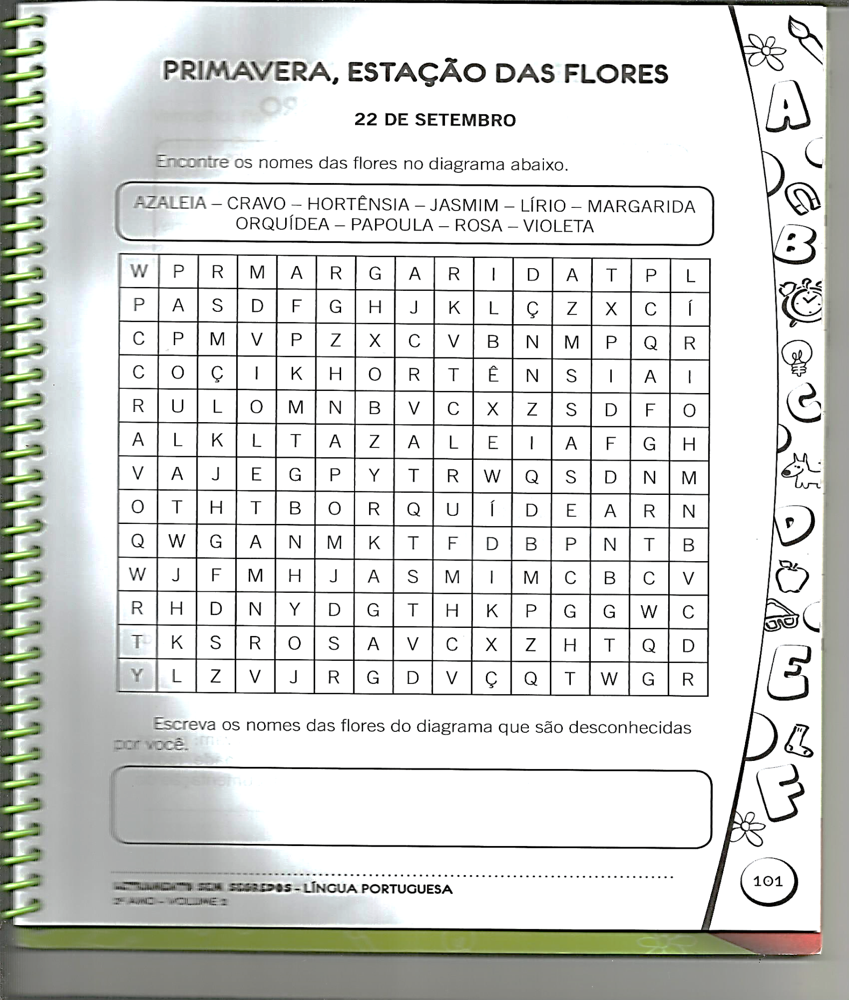 PRIMAVERA, ESTAÇÃO DAS FLORES
22 DE SETEMBRO
Encontre os nomes das flores no diagrama abaixo.
AZALEIA – CRAVO – HORTÊNSIA – JASMIM – LÍRIO – MARGARIDA
ORQUÍDEA – PAPOULA – ROSA – VIOLETA
W P R M A R G A R I D A T P L
P A S D F G H J K L Ç Z X C Í
C P M V P Z X C V B N M P Q R
C O Ç I K H O R T Ê N S I A I
R U L O M N B V C X Z S D F O
A L K L T A Z A L E I A F G H
V A J E G P Y T R W Q S D N M
O T H T B O R Q U Í D E A R N
Q W G A N M K T F D B P N T B
W J F M H J A S M I M C B C V
R H D N Y D G T H K P G G W C
T K S R O S A V C X Z H T Q D
Y L Z V J R G D V Ç Q T W G R
Escreva os nomes das flores do diagrama que são desconhecidas
por você.
SEM SEGREDOS - LÍNGUA PORTUGUESA
ANO – VOLUME 2
101
A
B
C
D
E
F